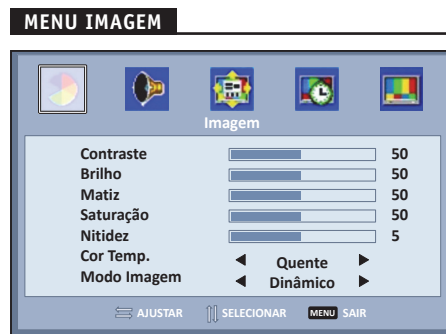 MENU IMAGEM
Imagem
Contraste 50
Brilho 50
Matiz 50
Saturação 50
Nitidez 5
Cor Temp. Quente
Modo Imagem Dinâmico
AJUSTAR SELECIONAR MENU SAIR